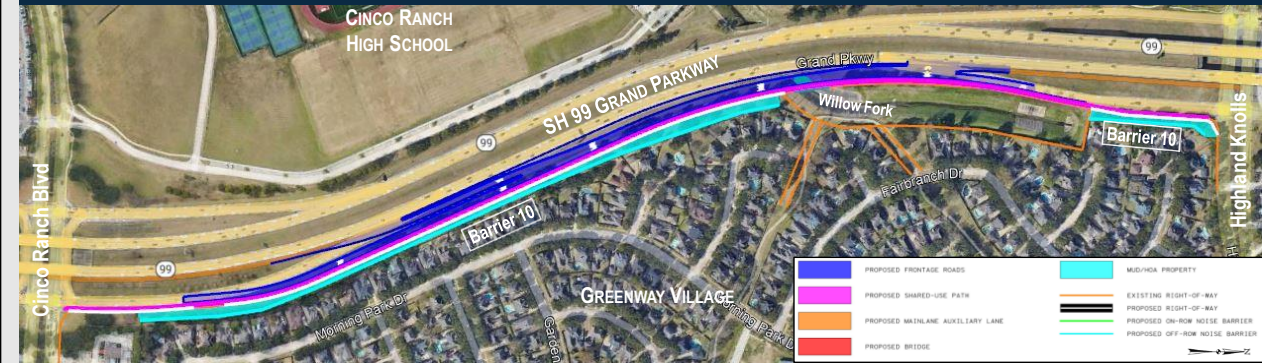 CINCO RANCH
HIGH SCHOOL
99
Grand Pkwy
SH 99 GRAND PARKWAY
Willow Fork
99
Barrier 10
Highland Knolls
Fairbranch Dr
Cinco Ranch Blvd
Barrier 10
99
GREENWAY VILLAGE
Morning Park Dr
Garden
orning Park D
H
PROPOSED FRONTAGE ROADS
PROPOSED SHARED-USE PATH
PROPOSED MAINLANE AUXILIARY LANE
PROPOSED BRIDGE
MUD/HOA PROPERTY
EXISTING RIGHT-OF-WAY
PROPOSED RIGHT-OF-WAY
PROPOSED ON-ROW NOISE BARRIER
PROPOSED OFF-ROW NOISE BARRIER
Z